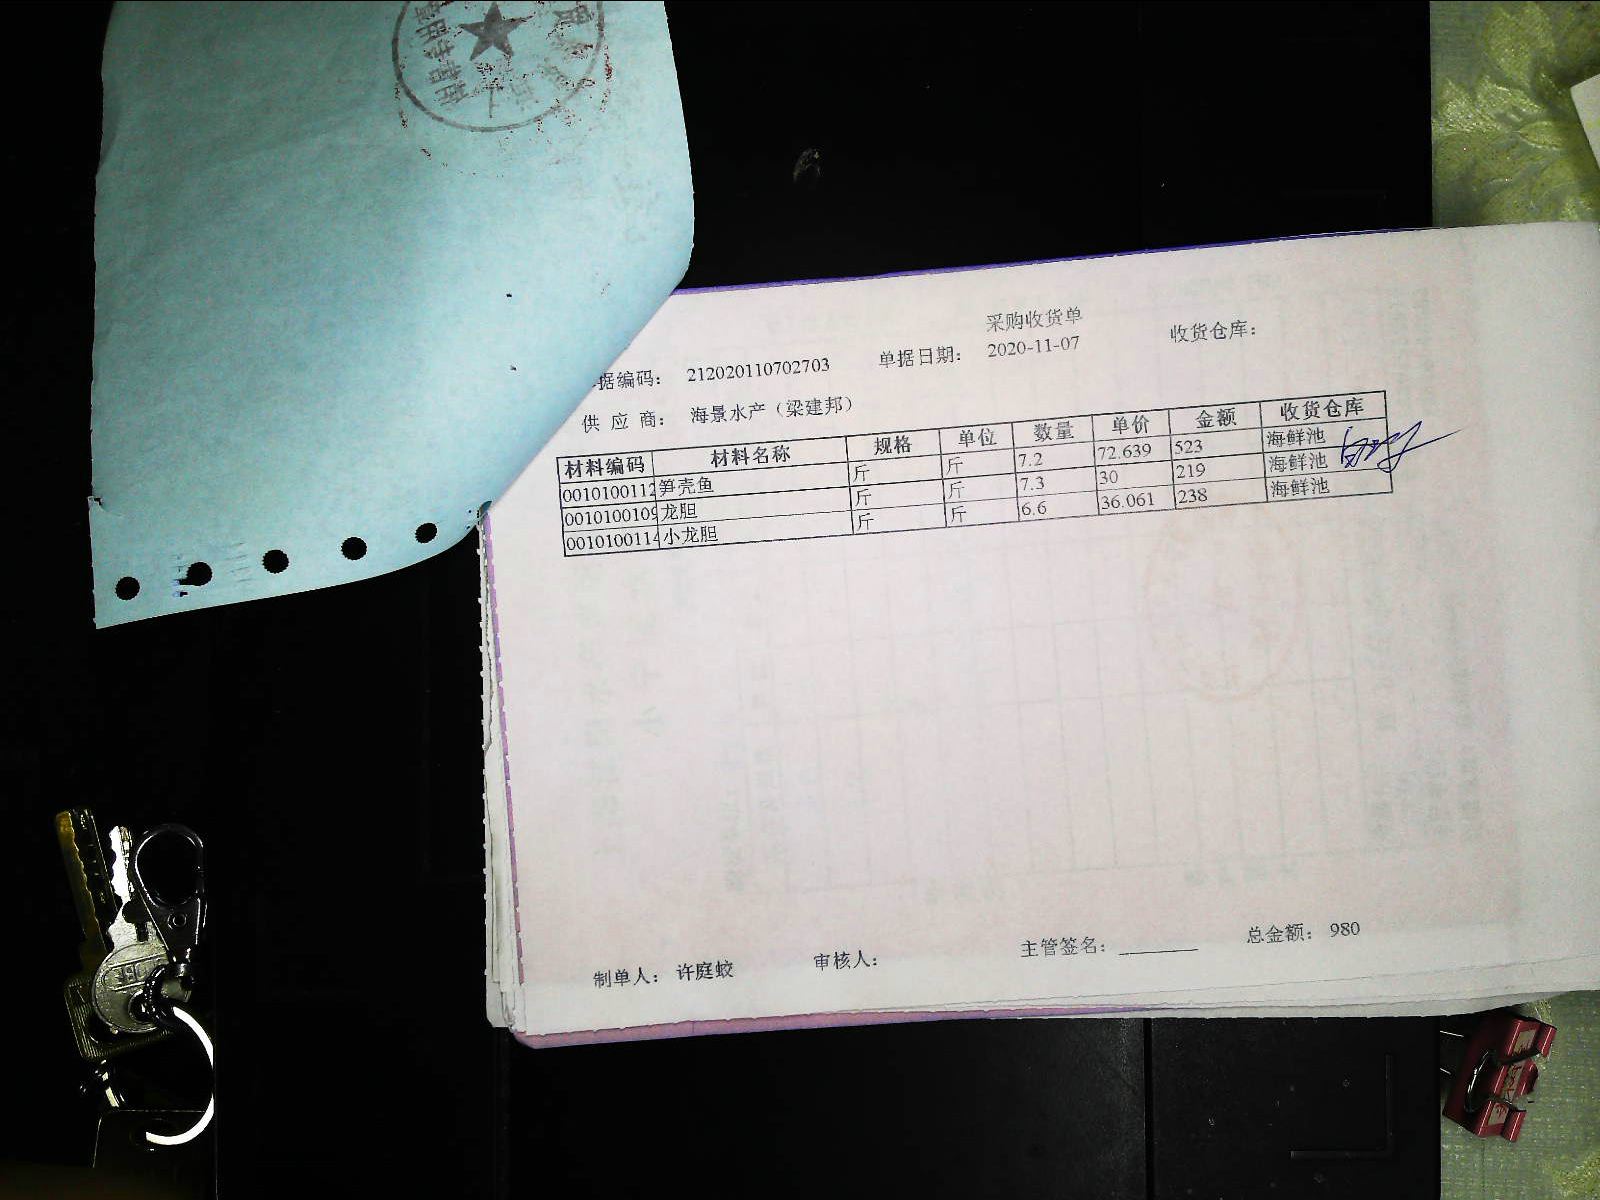 采购收货单
据编码： 212020110702703 单据日期： 2020-11-07 收货仓库：
供 应 商： 海景水产（梁建邦）
材料编码 材料名称 规格 单位 数量 单价 金额 收货仓库
0010100112 笋壳鱼 斤 斤 7.2 72.639 523 海鲜池
0010100109 龙胆 斤 斤 7.3 30 219 海鲜池
0010100114 小龙胆 斤 斤 6.6 36.061 238 海鲜池
制单人： 许庭蛟 审核人： 主管签名：________ 总金额： 980